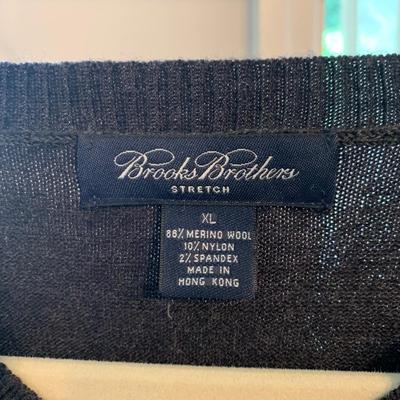 Brooks Brothers
STRETCH
XL
88% MERINO WOOL
10% NYLON
2% SPANDEX
MADE IN
HONG KONG